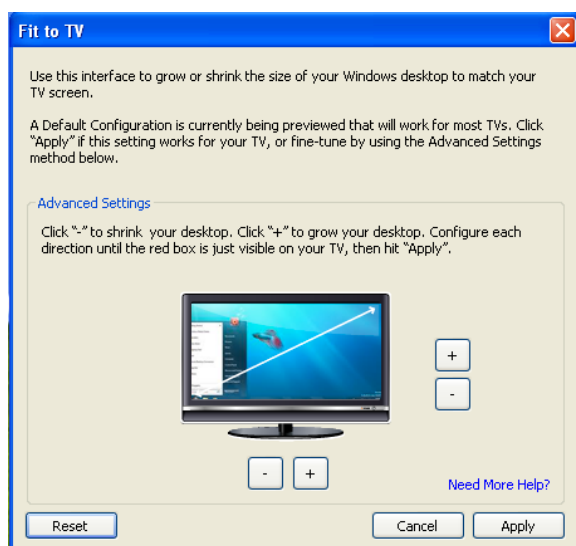 Fit to TV
Use this interface to grow or shrink the size of your Windows desktop to match your
TV screen.
A Default Configuration is currently being previewed that will work for most TVs. Click
"Apply" if this setting works for your TV, or fine-tune by using the Advanced Settings
method below.
Advanced Settings
Click "-" to shrink your desktop. Click "+" to grow your desktop. Configure each
direction until the red box is just visible on your TV, then hit "Apply".
+
-
- +
Need More Help?
Reset Cancel Apply